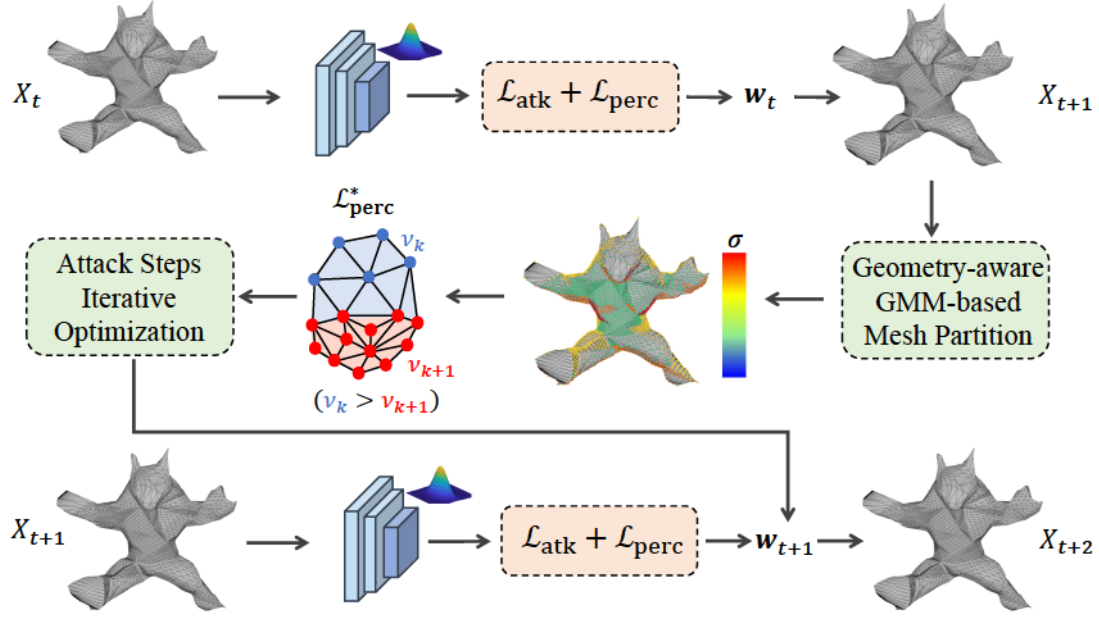 X_t
ℒ_atk + ℒ_perc
w_t
X_{t+1}
ℒ*_perc
ν_k
ν_{k+1}
(ν_k > ν_{k+1})
σ
Attack Steps
Iterative
Optimization
Geometry-aware
GMM-based
Mesh Partition
X_{t+1}
ℒ_atk + ℒ_perc
w_{t+1}
X_{t+2}